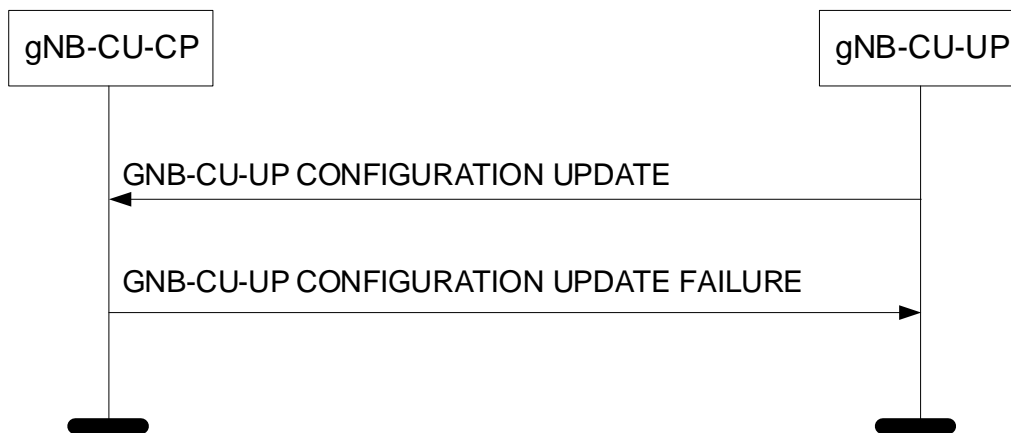 gNB-CU-CP
gNB-CU-UP
GNB-CU-UP CONFIGURATION UPDATE
GNB-CU-UP CONFIGURATION UPDATE FAILURE